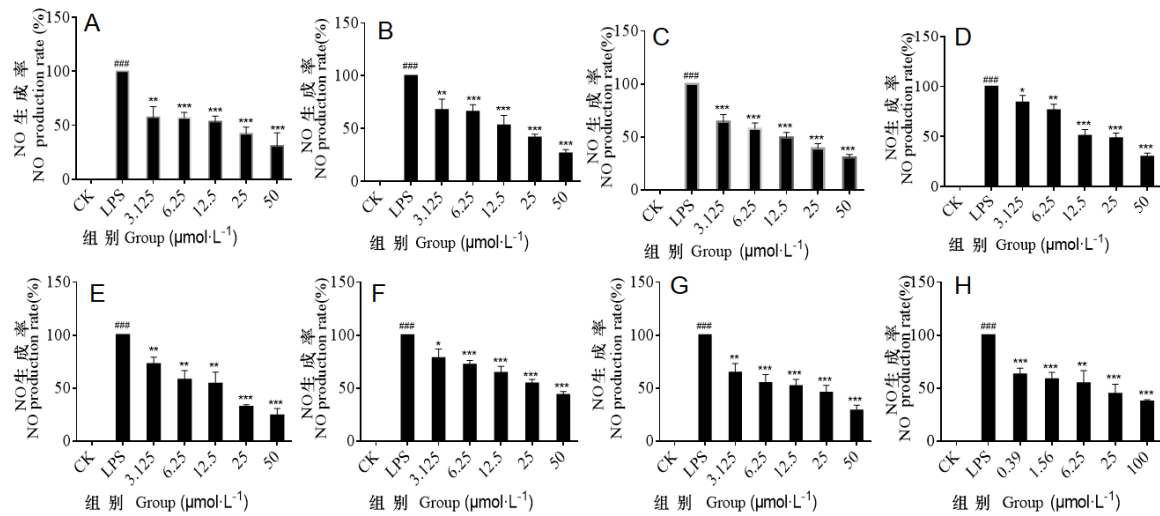 A
NO 生 成 率
NO production rate (%)
150
100
50
0
###
**
***
***
***
***
CK
LPS
3.125
6.25
12.5
25
50
组 别 Group (μmol·L⁻¹)
B
NO 生 成 率
NO production rate(%)
150
100
50
0
###
***
***
***
***
**
CK
LPS
3.125
6.25
12.5
25
50
组 别 Group (μmol·L⁻¹)
C
NO 生 成 率
NO production rate(%)
150
100
50
0
###
***
***
***
***
***
CK
LPS
3.125
6.25
12.5
25
50
组 别 Group (μmol·L⁻¹)
D
NO生 成 率
NO production rate(%)
150
100
50
0
###
*
**
***
***
***
CK
LPS
3.125
6.25
12.5
25
50
组 别 Group (μmol·L⁻¹)
E
NO生 成 率
NO production rate(%)
150
100
50
0
###
**
**
**
***
***
CK
LPS
3.125
6.25
12.5
25
50
组 别 Group (μmol·L⁻¹)
F
NO生 成 率
NO production rate(%)
150
100
50
0
###
*
***
***
***
***
CK
LPS
3.125
6.25
12.5
25
50
组 别 Group (μmol·L⁻¹)
G
NO生 成 率
NO production rate(%)
150
100
50
0
###
**
***
***
***
***
CK
LPS
3.125
6.25
12.5
25
50
组 别 Group (μmol·L⁻¹)
H
NO生 成 率
NO production rate(%)
150
100
50
0
###
***
***
**
***
***
CK
LPS
0.39
1.56
6.25
25
100
组 别 Group (μmol·L⁻¹)